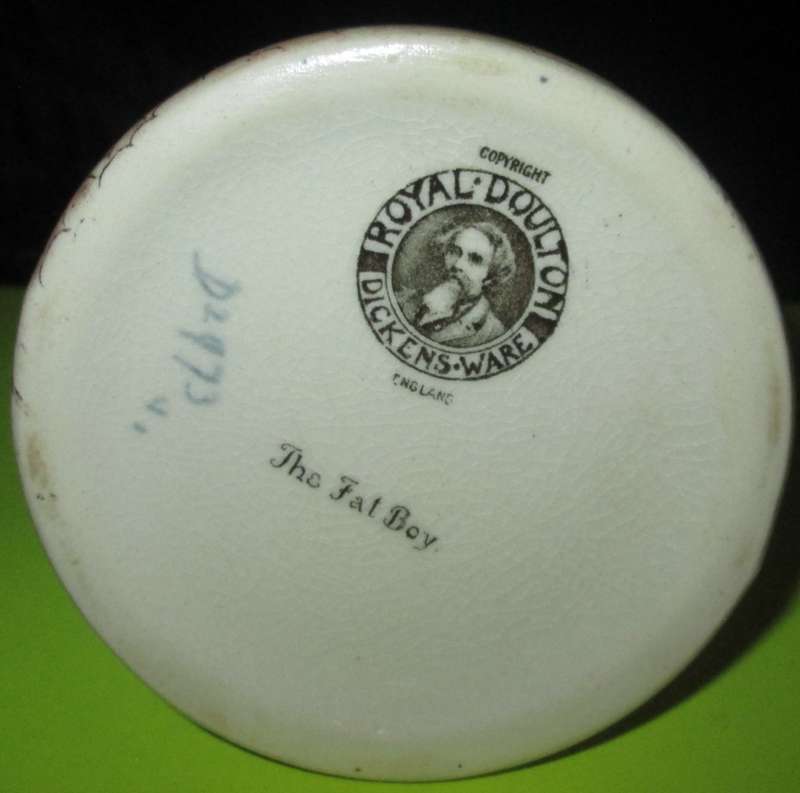 COPYRIGHT
ROYAL·DOULTON
DICKENS·WARE
ENGLAND
D2973
The Fat Boy.